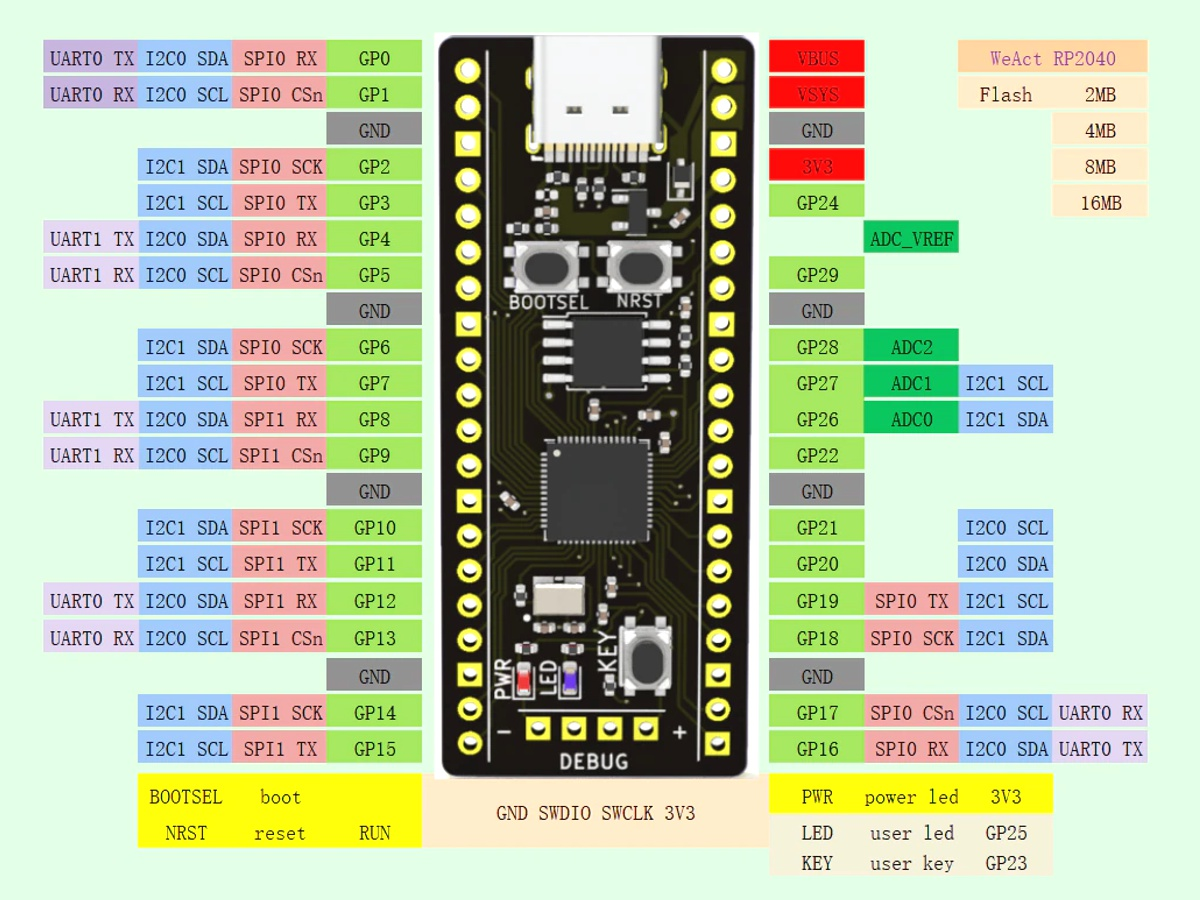 UART0 TX I2C0 SDA SPI0 RX GP0 VBUS WeAct RP2040
UART0 RX I2C0 SCL SPI0 CSn GP1 VSYS Flash 2MB
GND GND 4MB
I2C1 SDA SPI0 SCK GP2 3V3 8MB
I2C1 SCL SPI0 TX GP3 GP24 16MB
UART1 TX I2C0 SDA SPI0 RX GP4 ADC_VREF
UART1 RX I2C0 SCL SPI0 CSn GP5 GP29
BOOTSEL NRST
GND GND
I2C1 SDA SPI0 SCK GP6 GP28 ADC2
I2C1 SCL SPI0 TX GP7 GP27 ADC1 I2C1 SCL
UART1 TX I2C0 SDA SPI1 RX GP8 GP26 ADC0 I2C1 SDA
UART1 RX I2C0 SCL SPI1 CSn GP9 GP22
GND GND
I2C1 SDA SPI1 SCK GP10 GP21 I2C0 SCL
I2C1 SCL SPI1 TX GP11 GP20 I2C0 SDA
UART0 TX I2C0 SDA SPI1 RX GP12 GP19 SPI0 TX I2C1 SCL
UART0 RX I2C0 SCL SPI1 CSn GP13 GP18 SPI0 SCK I2C1 SDA
GND PWR LED KEY GND
I2C1 SDA SPI1 SCK GP14 GP17 SPI0 CSn I2C0 SCL UART0 RX
- +
I2C1 SCL SPI1 TX GP15 GP16 SPI0 RX I2C0 SDA UART0 TX
DEBUG
BOOTSEL boot PWR power led 3V3
GND SWDIO SWCLK 3V3
NRST reset RUN LED user led GP25
KEY user key GP23